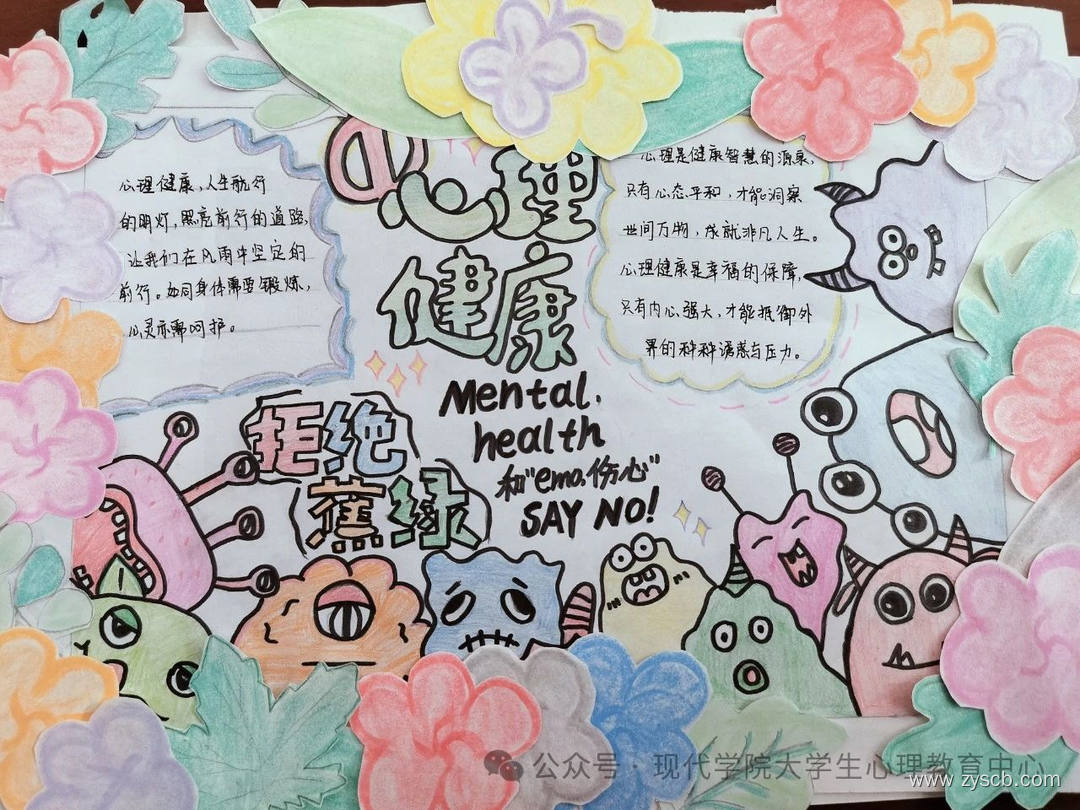 心理健康，人生航行
的明灯，照亮前行的道路，
让我们在风雨中坚定的
前行。如同身体需要锻炼，
心灵亦需呵护。
心理
健康
Mental.
health
和“emo.伤心”
SAY NO!
拒绝
蕉绿
心理是健康智慧的源泉，
只有心态平和，才能洞察
世间万物，成就非凡人生。
心理健康是幸福的保障，
只有内心强大，才能抵御外
界的种种诱惑与压力。
公众号·现代学院大学生心理教育中心
www.zyscb.com